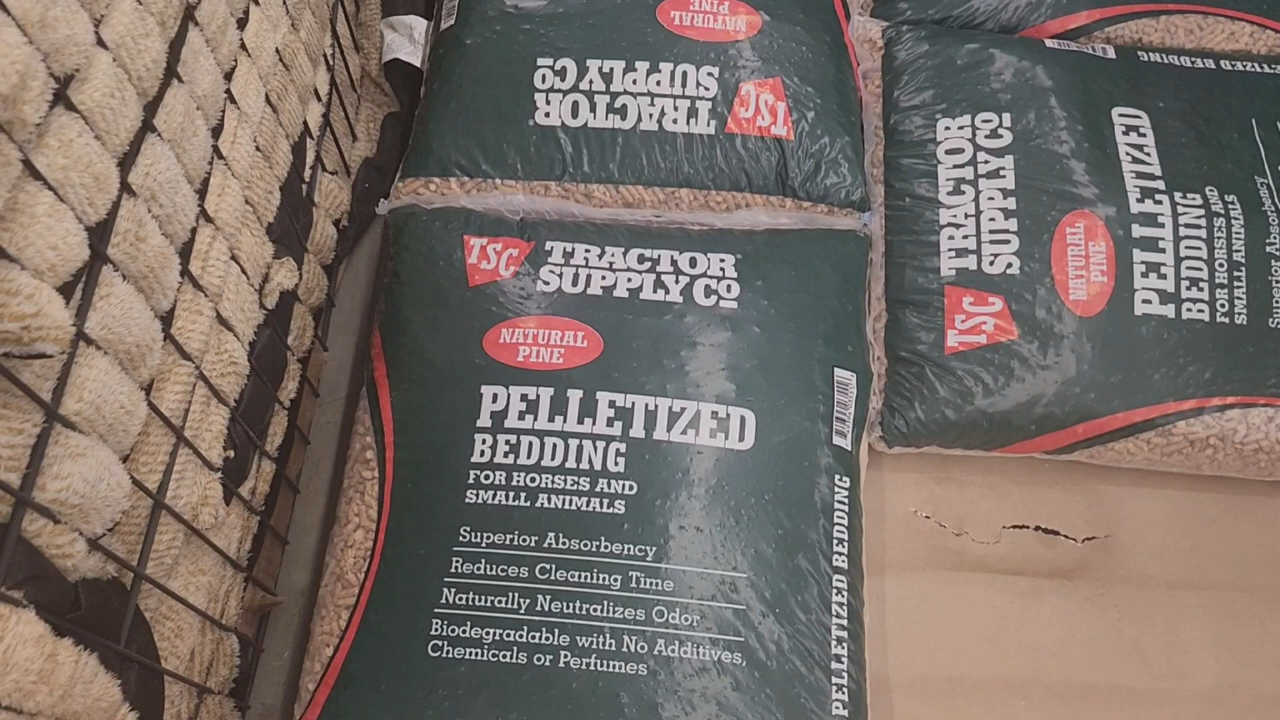 NATURAL
PINE
TSC TRACTOR
SUPPLY CO
TSC TRACTOR
SUPPLY CO
NATURAL
PINE
PELLETIZED
BEDDING
FOR HORSES AND
SMALL ANIMALS
Superior Absorbency
Reduces Cleaning Time
Naturally Neutralizes Odor
Biodegradable with No Additives,
Chemicals or Perfumes
PELLETIZED BEDDING
TSC TRACTOR
SUPPLY CO
NATURAL
PINE
PELLETIZED
BEDDING
FOR HORSES AND
SMALL ANIMALS
Superior Absorbency
BEDDING